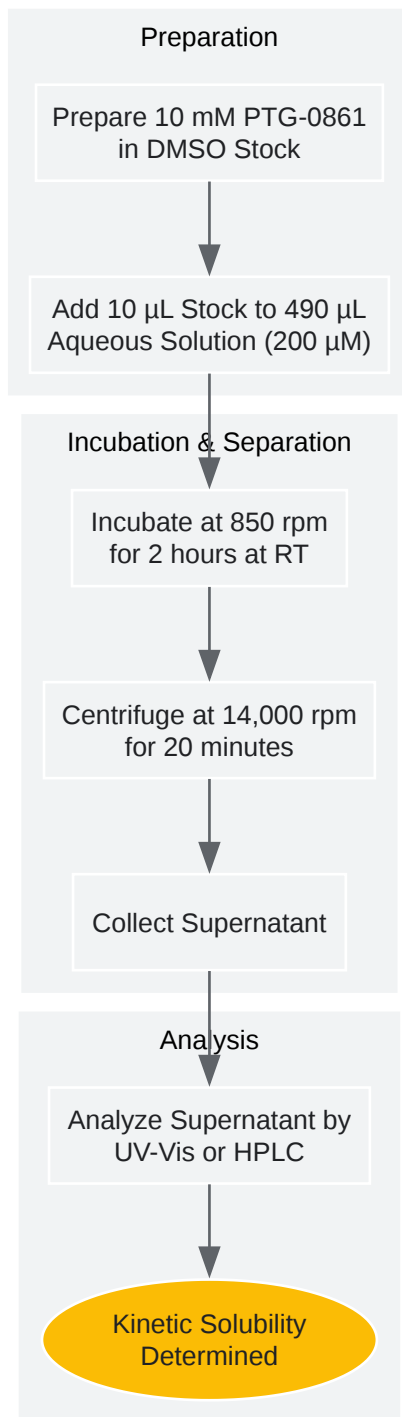 Preparation
Prepare 10 mM PTG-0861
in DMSO Stock
Add 10 µL Stock to 490 µL
Aqueous Solution (200 µM)
Incubation & Separation
Incubate at 850 rpm
for 2 hours at RT
Centrifuge at 14,000 rpm
for 20 minutes
Collect Supernatant
Analysis
Analyze Supernatant by
UV-Vis or HPLC
Kinetic Solubility
Determined